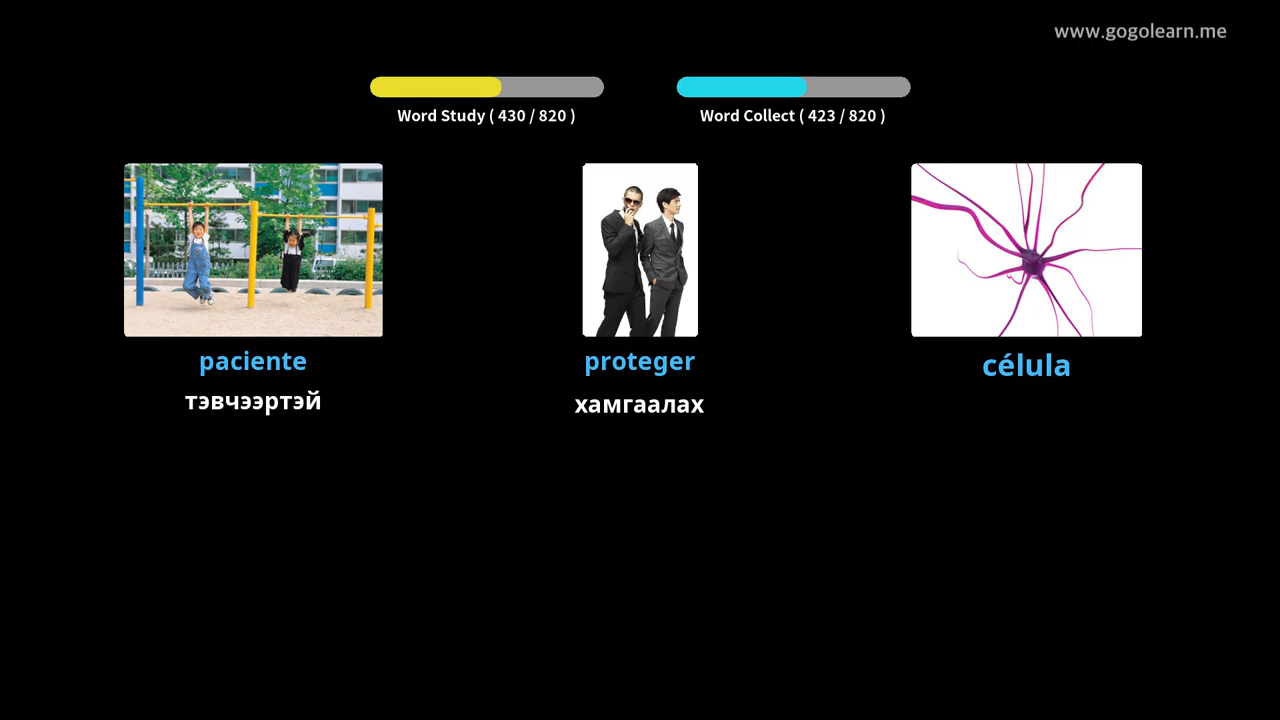 www.gogolearn.me
Word Study ( 430 / 820 )
Word Collect ( 423 / 820 )
paciente
proteger
célula
тэвчээртэй
хамгаалах